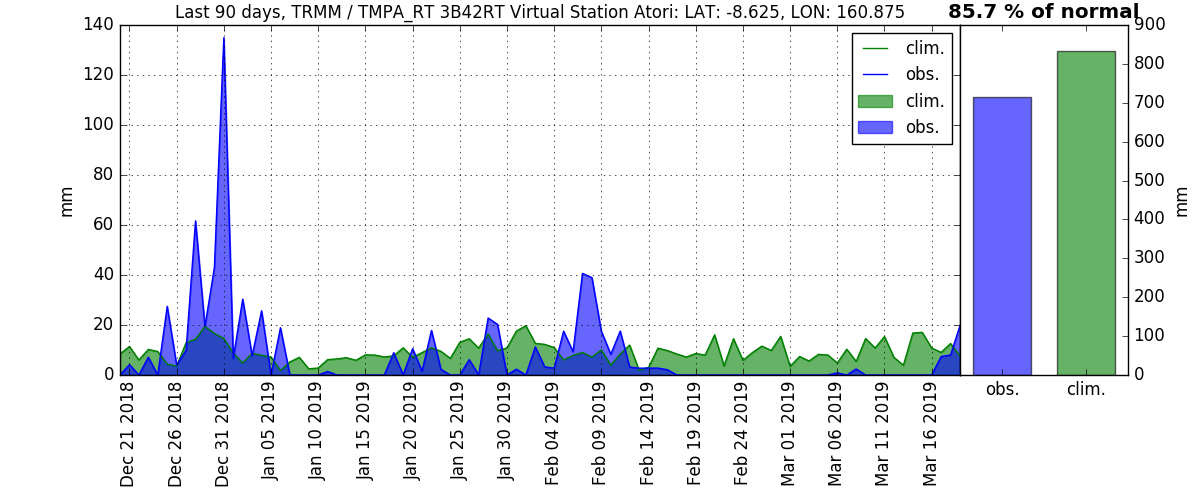 Last 90 days, TRMM / TMPA_RT 3B42RT Virtual Station Atori: LAT: -8.625, LON: 160.875
85.7 % of normal
140
120
100
80
60
40
20
0
mm
clim.
obs.
clim.
obs.
Dec 21 2018
Dec 26 2018
Dec 31 2018
Jan 05 2019
Jan 10 2019
Jan 15 2019
Jan 20 2019
Jan 25 2019
Jan 30 2019
Feb 04 2019
Feb 09 2019
Feb 14 2019
Feb 19 2019
Feb 24 2019
Mar 01 2019
Mar 06 2019
Mar 11 2019
Mar 16 2019
900
800
700
600
500
400
300
200
100
0
mm
obs.
clim.